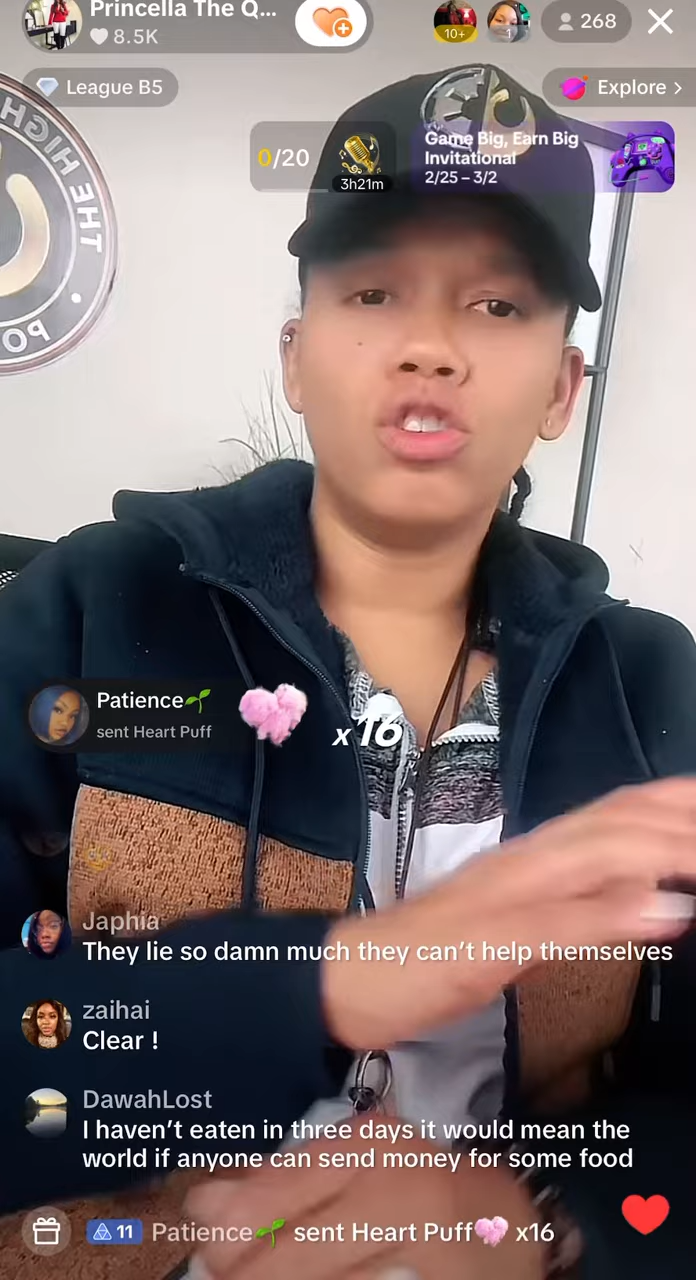 Princella The Q...
8.5K
10+
1
268
League B5
Explore >
0/20
3h21m
Game Big, Earn Big
Invitational
2/25 – 3/2
THE HIGH
PO
Patience🌱
sent Heart Puff
x16
Japhia
They lie so damn much they can't help themselves
zaihai
Clear !
DawahLost
I haven't eaten in three days it would mean the
world if anyone can send money for some food
11 Patience🌱 sent Heart Puff x16